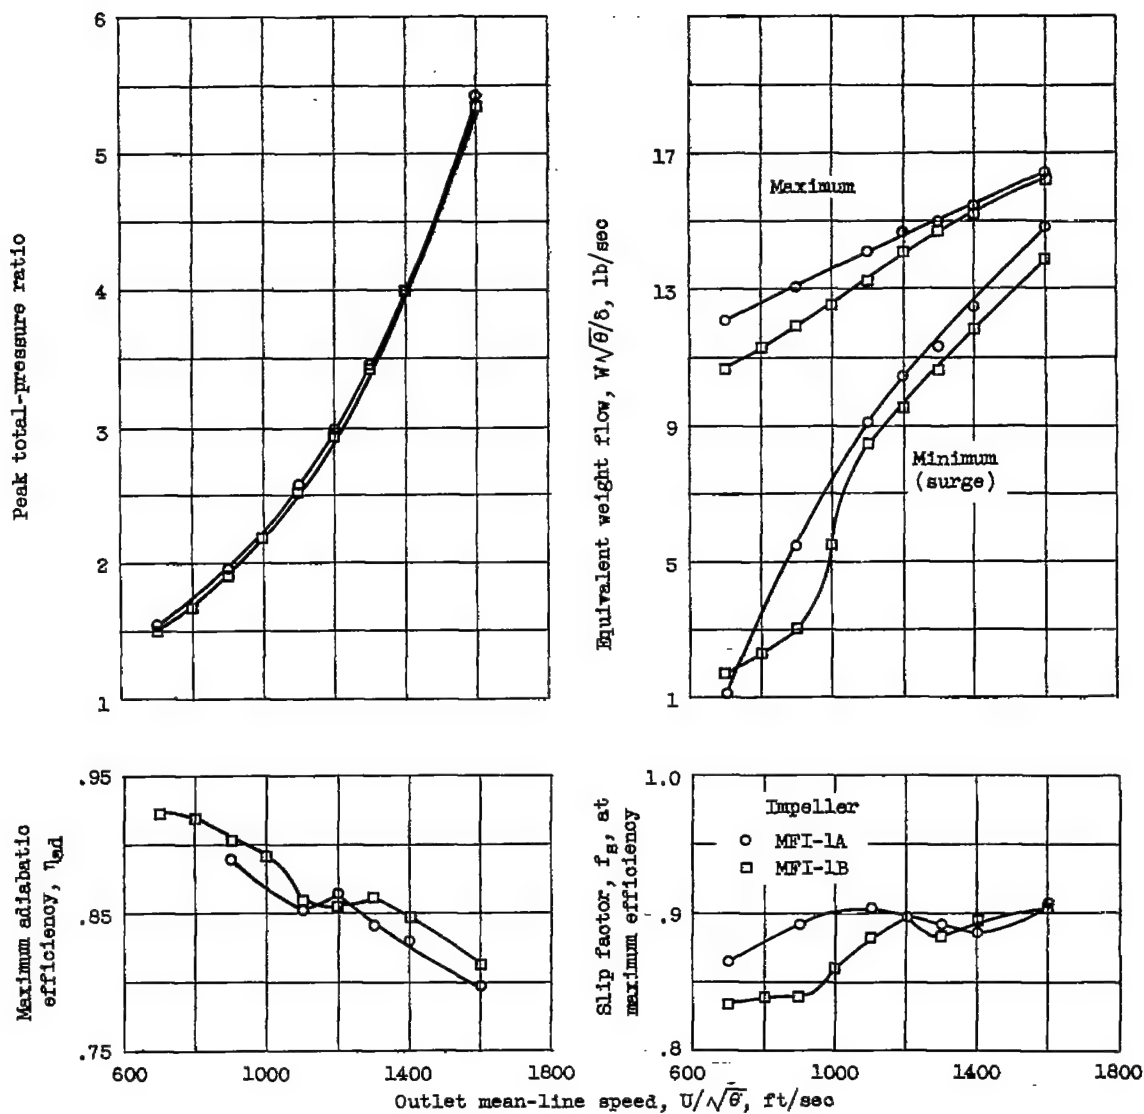 6
5
4
3
2
1
Peak total-pressure ratio
17
13
9
5
1
Equivalent weight flow, W√θ/δ, lb/sec
Maximum
Minimum
(surge)
.95
.85
.75
Maximum adiabatic
efficiency, ηad
600
1000
1400
1800
1.0
.9
.8
Slip factor, fs, at
maximum efficiency
Impeller
MFI-1A
MFI-1B
600
1000
1400
1800
Outlet mean-line speed, U/√θ, ft/sec